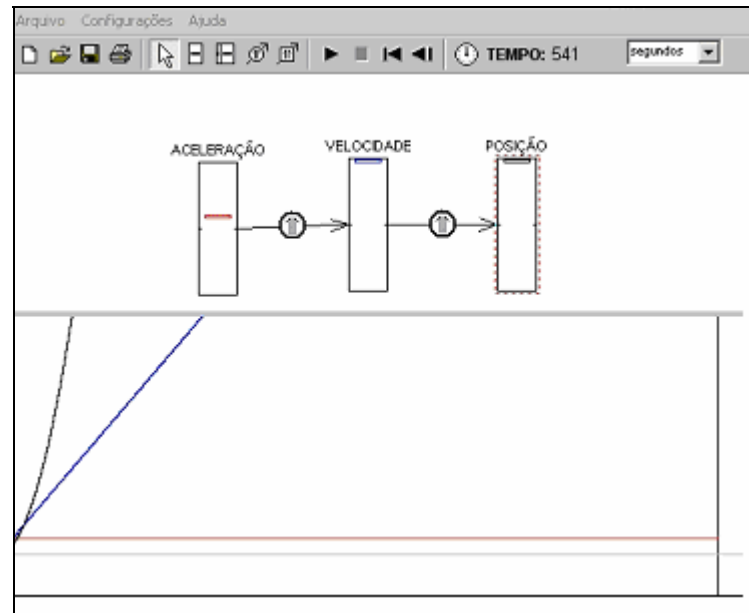 Arquivo Configurações Ajuda
TEMPO: 541 segundos
ACELERAÇÃO VELOCIDADE POSIÇÃO